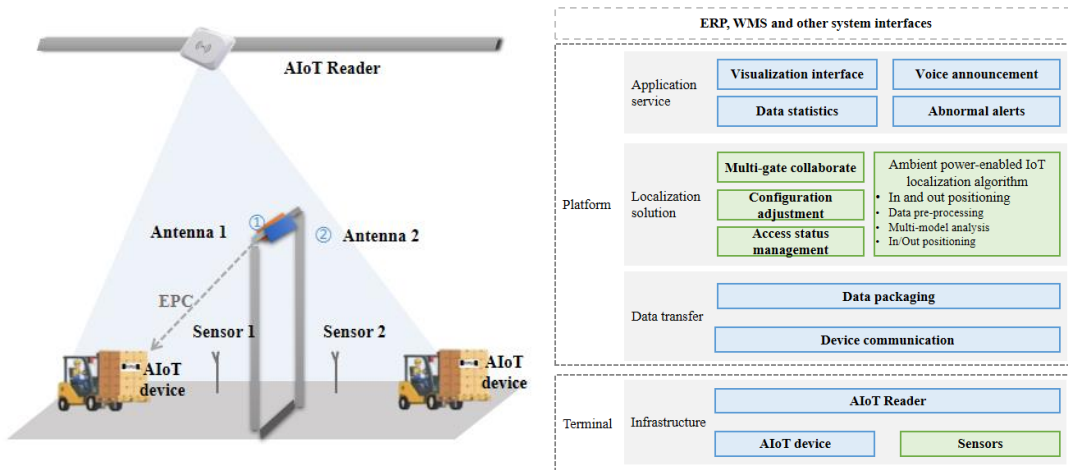 AIoT Reader
①
Antenna 1
②
Antenna 2
EPC
Sensor 1
Sensor 2
AIoT
device
AIoT
device
ERP, WMS and other system interfaces
Platform
Application
service
Visualization interface
Voice announcement
Data statistics
Abnormal alerts
Localization
solution
Multi-gate collaborate
Configuration
adjustment
Access status
management
Ambient power-enabled IoT
localization algorithm
• In and out positioning
• Data pre-processing
• Multi-model analysis
• In/Out positioning
Data transfer
Data packaging
Device communication
Terminal
Infrastructure
AIoT Reader
AIoT device
Sensors